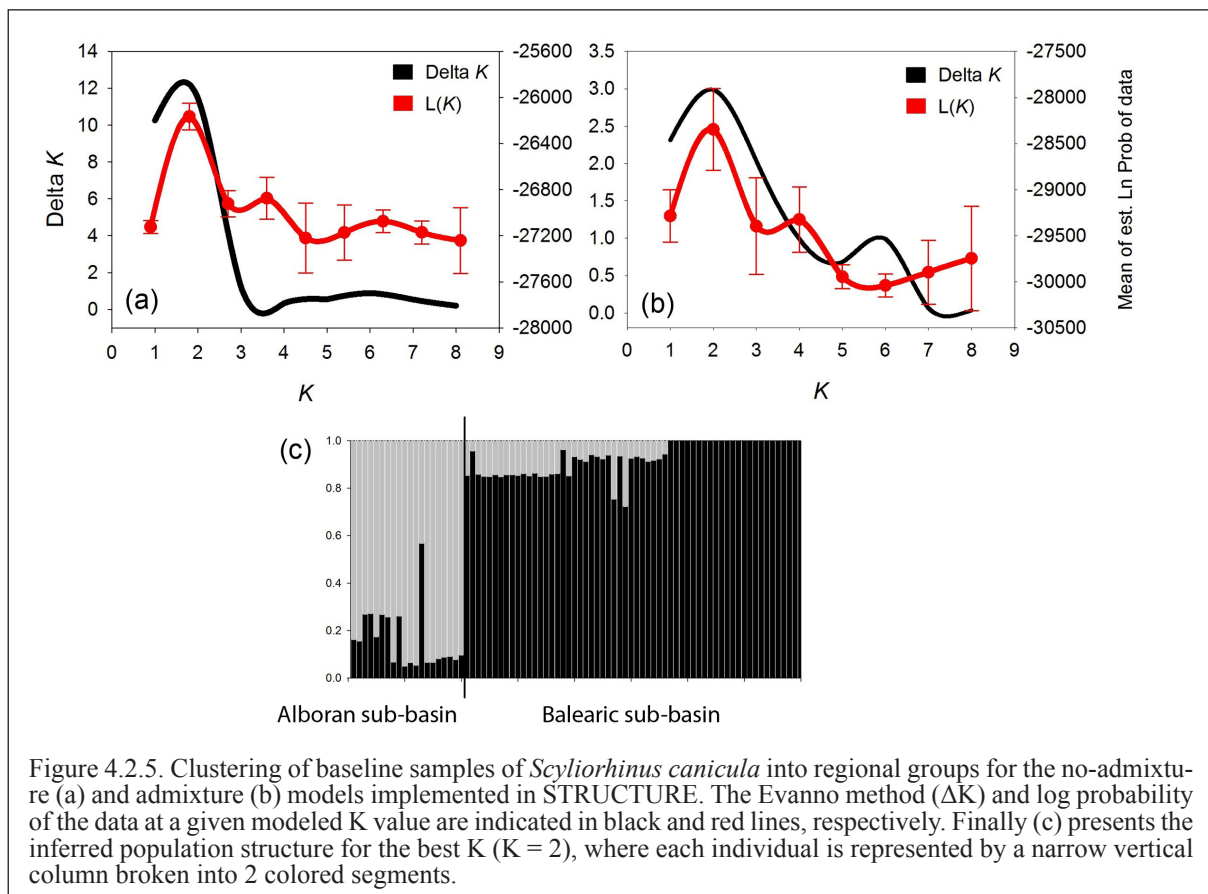 14
12
10
8
6
4
2
0
Delta K
Delta K
L(K)
(a)
-25600
-26000
-26400
-26800
-27200
-27600
-28000
0 1 2 3 4 5 6 7 8 9
K
3.5
3.0
2.5
2.0
1.5
1.0
0.5
0.0
Delta K
L(K)
(b)
-27500
-28000
-28500
-29000
-29500
-30000
-30500
Mean of est. Ln Prob of data
0 1 2 3 4 5 6 7 8 9
K
(c)
1.0
0.8
0.6
0.4
0.2
0.0
Alboran sub-basin Balearic sub-basin
Figure 4.2.5. Clustering of baseline samples of Scyliorhinus canicula into regional groups for the no-admixtu-
re (a) and admixture (b) models implemented in STRUCTURE. The Evanno method (ΔK) and log probability
of the data at a given modeled K value are indicated in black and red lines, respectively. Finally (c) presents the
inferred population structure for the best K (K = 2), where each individual is represented by a narrow vertical
column broken into 2 colored segments.